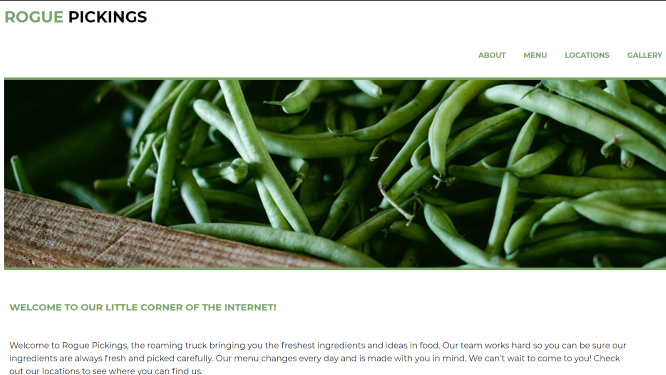 ROGUE PICKINGS
ABOUT MENU LOCATIONS GALLERY
WELCOME TO OUR LITTLE CORNER OF THE INTERNET!
Welcome to Rogue Pickings, the roaming truck bringing you the freshest ingredients and ideas in food. Our team works hard so you can be sure our
ingredients are always fresh and picked carefully. Our menu changes every day and is made with you in mind. We can't wait to come to you! Check
out our locations to see where you can find us.